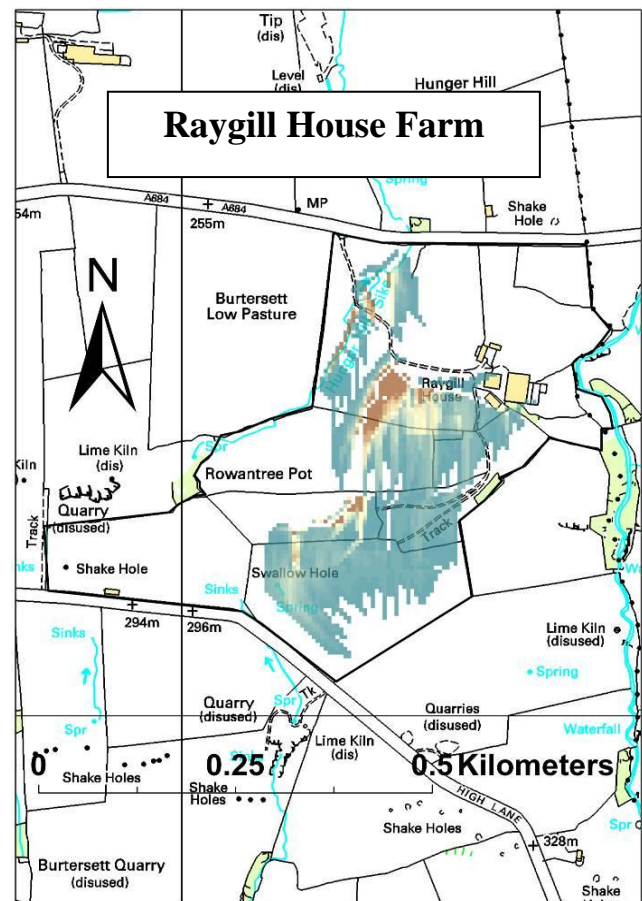 Tip
(dis)
Level
(dis)
Hunger Hill
Raygill House Farm
Spring
MP
A684
A684
54m
255m
Shake
Hole
N
Burtersett
Low Pasture
Sike
Raygill
House
Lime Kiln
(dis)
Spr
Kiln
Rowantree Pot
Quarry
(disused)
Track
Track
Shake Hole
Sinks
Swallow Hole
Spring
294m
296m
Lime Kiln
(disused)
Sinks
Spring
Quarry
(disused)
Tk
Spr
Spr
Quarries
(disused)
Waterfall
Lime Kiln
(dis)
0
0.25
0.5 Kilometers
Shake Holes
Shake
Holes
HIGH LANE
Shake Holes
Spr
328m
Burtersett Quarry
(disused)
Shake